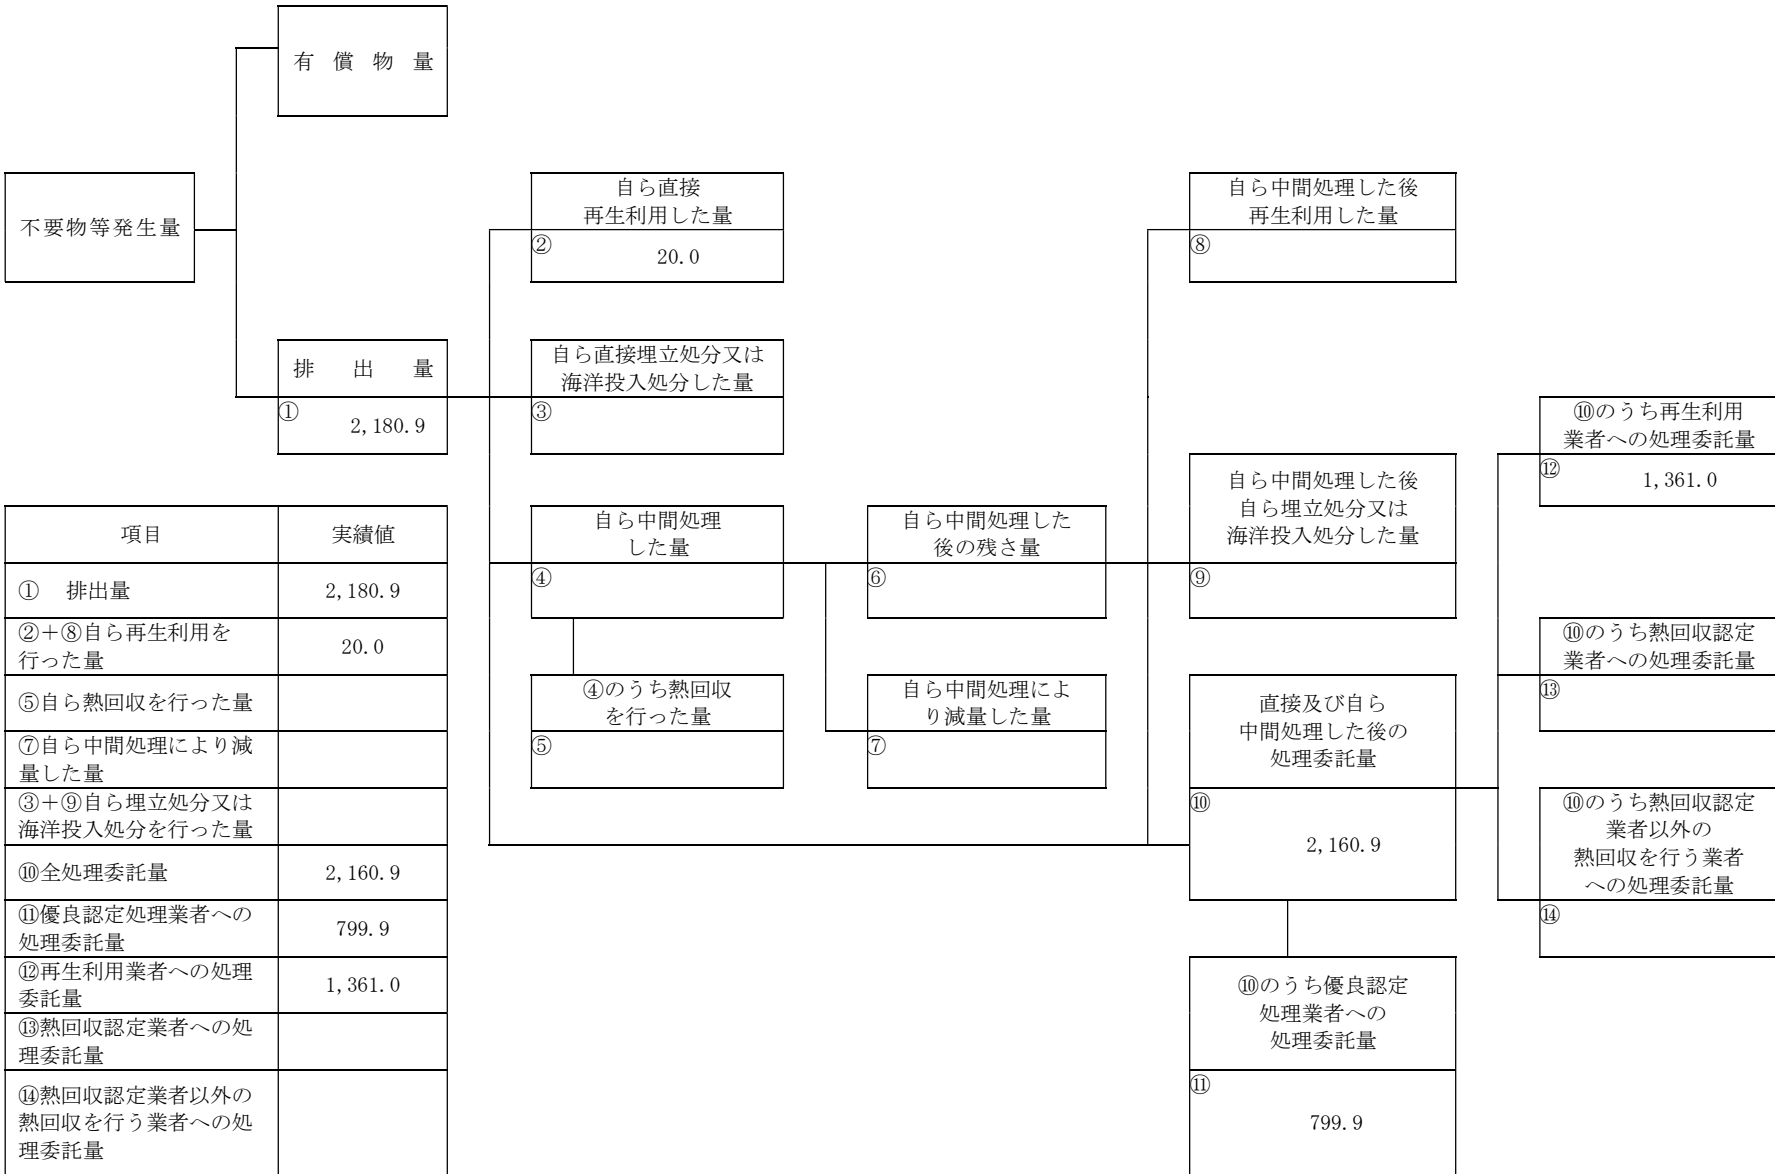 有償物量
不要物等発生量
排出量
①
2,180.9
自ら直接
再生利用した量
②
20.0
自ら直接埋立処分又は
海洋投入処分した量
③
自ら中間処理
した量
④
④のうち熱回収
を行った量
⑤
自ら中間処理した
後の残さ量
⑥
自ら中間処理によ
り減量した量
⑦
自ら中間処理した後
再生利用した量
⑧
自ら中間処理した後
自ら埋立処分又は
海洋投入処分した量
⑨
直接及び自ら
中間処理した後の
処理委託量
⑩
2,160.9
⑩のうち優良認定
処理業者への
処理委託量
⑪
799.9
⑩のうち再生利用
業者への処理委託量
⑫
1,361.0
⑩のうち熱回収認定
業者への処理委託量
⑬
⑩のうち熱回収認定
業者以外の
熱回収を行う業者
への処理委託量
⑭
項目 実績値
① 排出量 2,180.9
②+⑧自ら再生利用を
行った量 20.0
⑤自ら熱回収を行った量
⑦自ら中間処理により減
量した量
③+⑨自ら埋立処分又は
海洋投入処分を行った量
⑩全処理委託量 2,160.9
⑪優良認定処理業者への
処理委託量 799.9
⑫再生利用業者への処理
委託量 1,361.0
⑬熱回収認定業者への処
理委託量
⑭熱回収認定業者以外の
熱回収を行う業者への処
理委託量